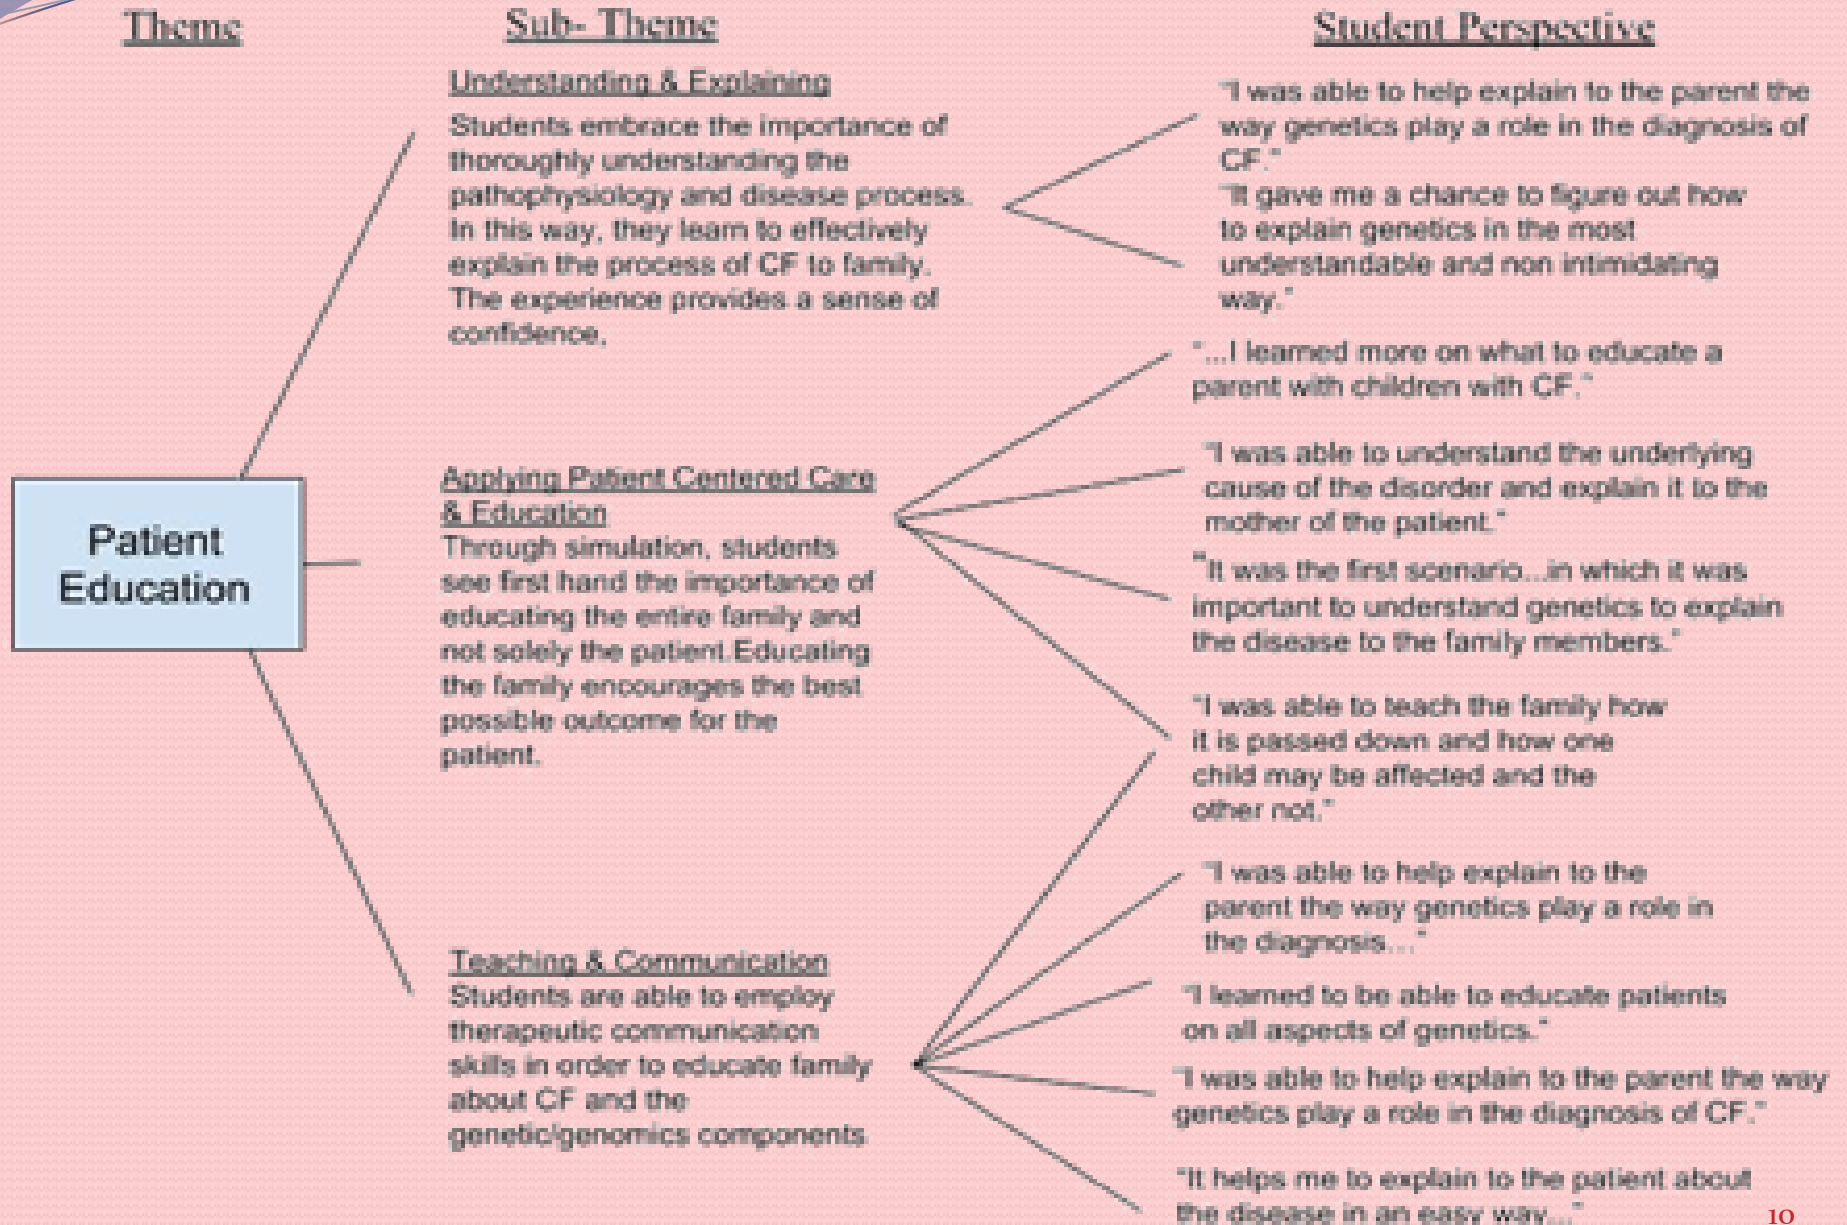 Theme
Sub- Theme
Student Perspective
Patient
Education
Understanding & Explaining
Students embrace the importance of
thoroughly understanding the
pathophysiology and disease process.
In this way, they learn to effectively
explain the process of CF to family.
The experience provides a sense of
confidence.
Applying Patient Centered Care
& Education
Through simulation, students
see first hand the importance of
educating the entire family and
not solely the patient.Educating
the family encourages the best
possible outcome for the
patient.
Teaching & Communication
Students are able to employ
therapeutic communication
skills in order to educate family
about CF and the
genetic/genomics components
"I was able to help explain to the parent the
way genetics play a role in the diagnosis of
CF."
"It gave me a chance to figure out how
to explain genetics in the most
understandable and non intimidating
way."
"...I learned more on what to educate a
parent with children with CF."
"I was able to understand the underlying
cause of the disorder and explain it to the
mother of the patient."
"It was the first scenario...in which it was
important to understand genetics to explain
the disease to the family members."
"I was able to teach the family how
it is passed down and how one
child may be affected and the
other not."
"I was able to help explain to the
parent the way genetics play a role in
the diagnosis..."
"I learned to be able to educate patients
on all aspects of genetics."
"I was able to help explain to the parent the way
genetics play a role in the diagnosis of CF."
"It helps me to explain to the patient about
the disease in an easy way..."
10